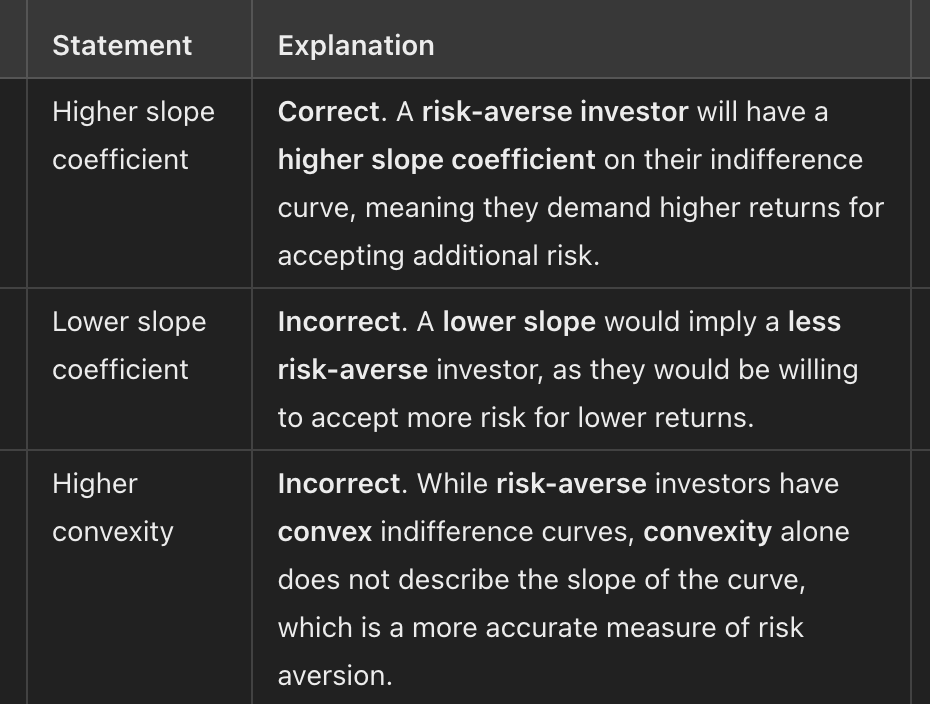 Statement
Explanation
Higher slope
coefficient
Correct. A risk-averse investor will have a
higher slope coefficient on their indifference
curve, meaning they demand higher returns for
accepting additional risk.
Lower slope
coefficient
Incorrect. A lower slope would imply a less
risk-averse investor, as they would be willing
to accept more risk for lower returns.
Higher
convexity
Incorrect. While risk-averse investors have
convex indifference curves, convexity alone
does not describe the slope of the curve,
which is a more accurate measure of risk
aversion.